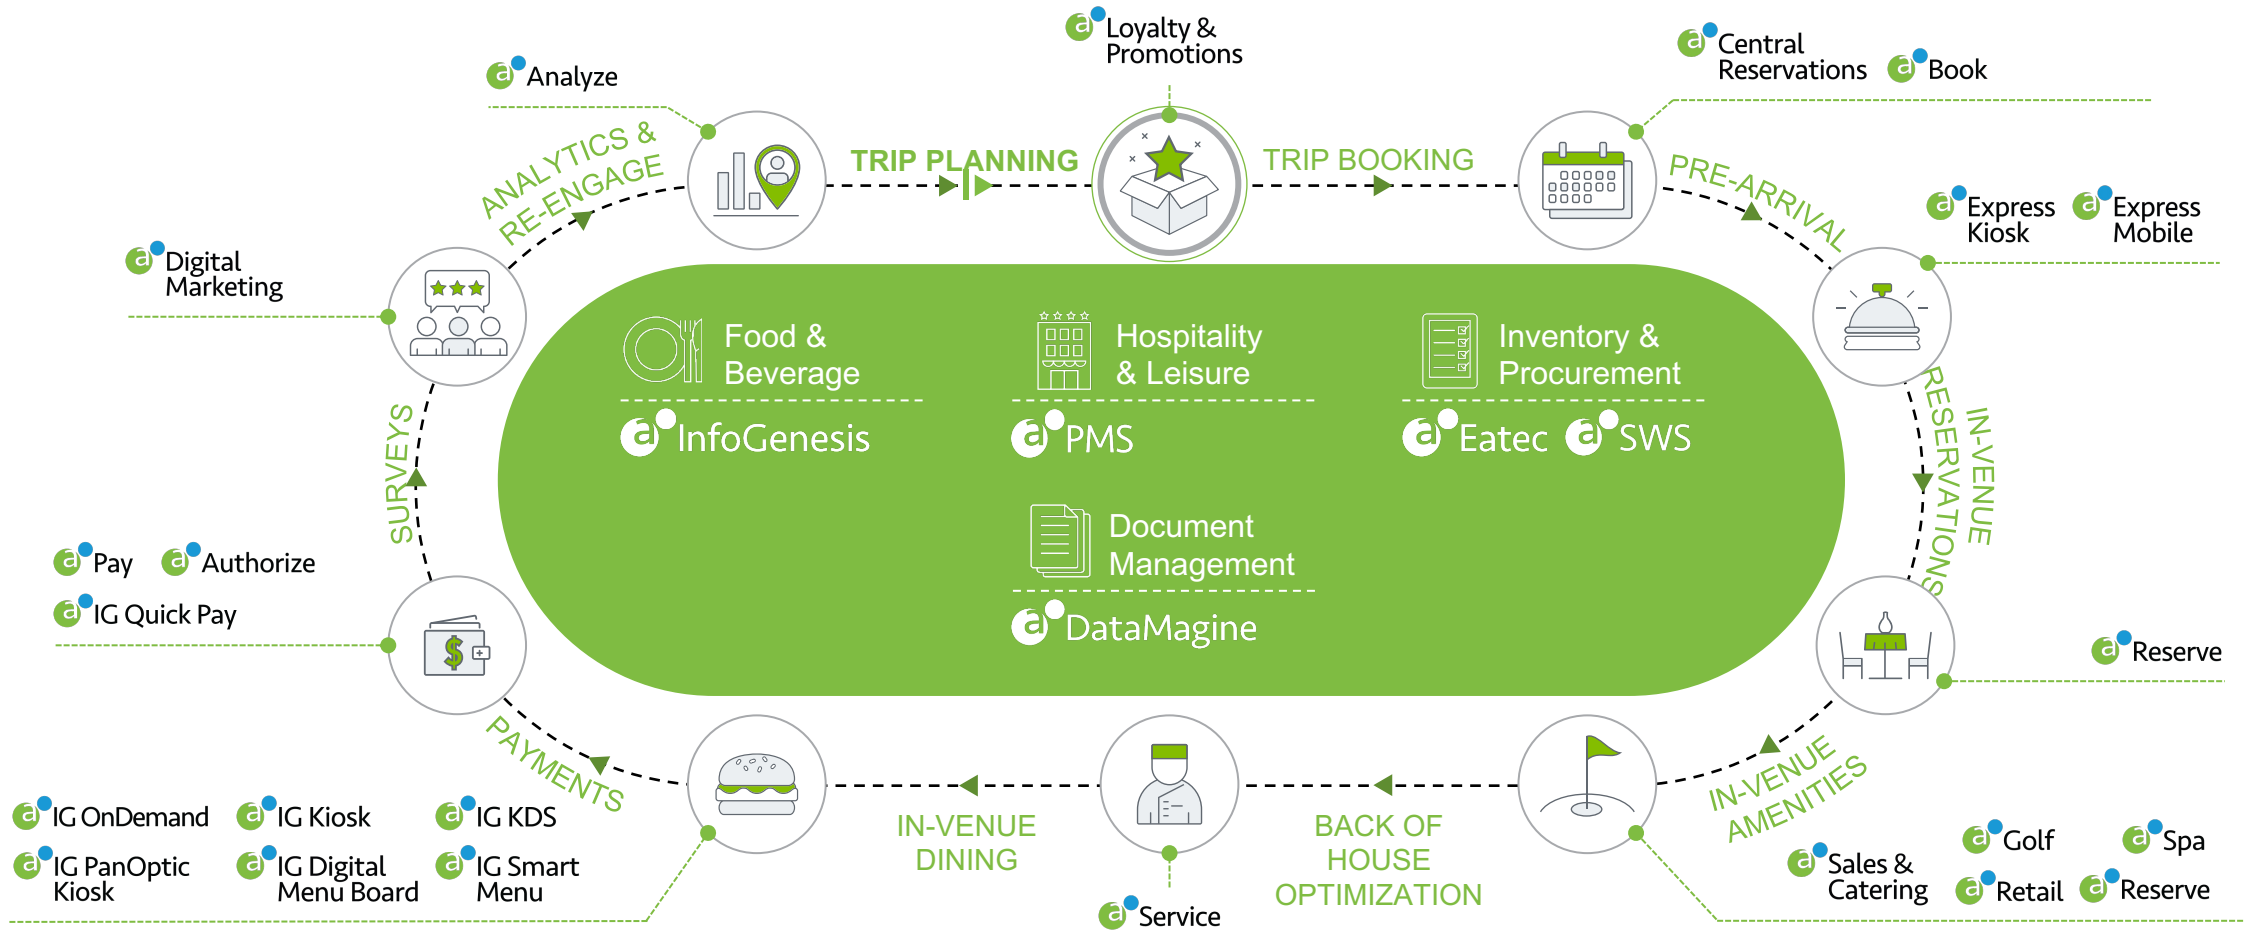 Loyalty &
Promotions
Analyze
Central
Reservations
Book
ANALYTICS &
RE-ENGAGE
TRIP PLANNING
TRIP BOOKING
PRE-ARRIVAL
Express
Kiosk
Express
Mobile
Digital
Marketing
Food &
Beverage
InfoGenesis
Hospitality
& Leisure
PMS
Inventory &
Procurement
Eatec
SWS
SURVEYS
IN-VENUE
RESERVATIONS
Document
Management
DataMagine
Pay
Authorize
IG Quick Pay
Reserve
PAYMENTS
IN-VENUE
AMENITIES
IG OnDemand
IG Kiosk
IG KDS
IG PanOptic
Kiosk
IG Digital
Menu Board
IG Smart
Menu
IN-VENUE
DINING
BACK OF
HOUSE
OPTIMIZATION
Service
Sales &
Catering
Golf
Spa
Retail
Reserve